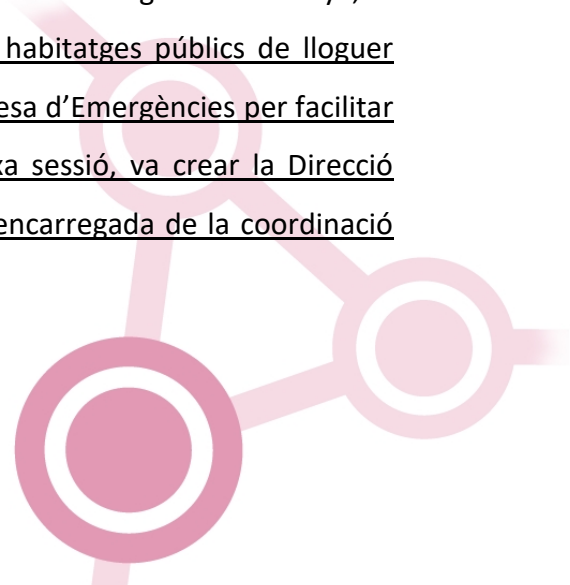 habitatges públics de lloguer
esa d’Emergències per facilitar
xa sessió, va crear la Direcció
encarregada de la coordinació